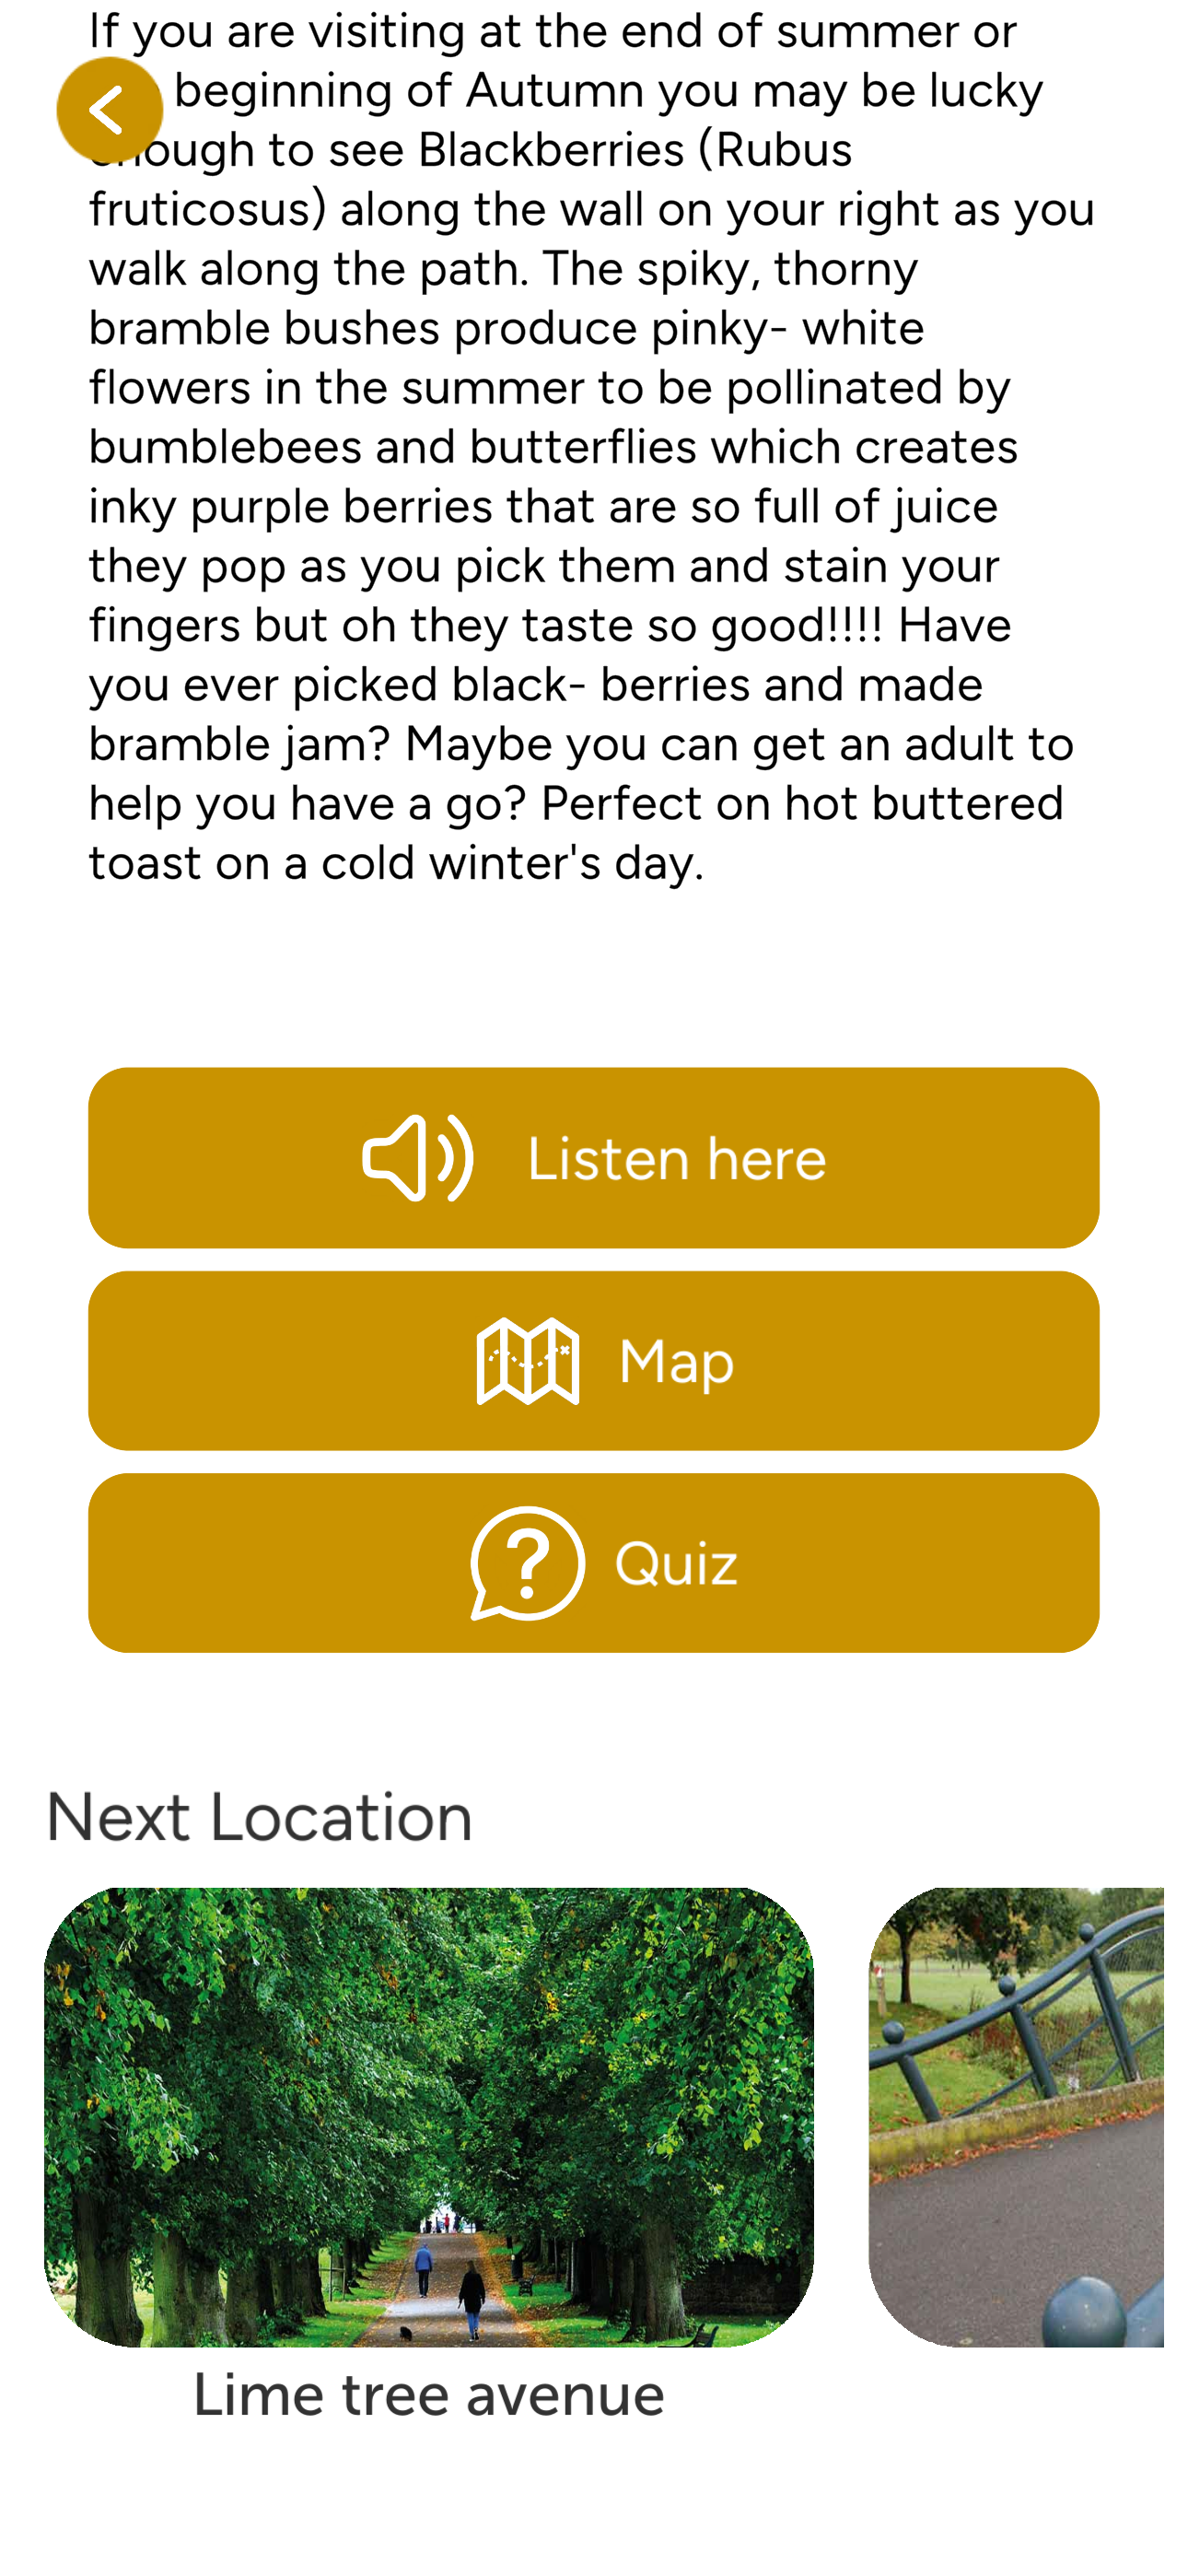 If you are visiting at the end of summer or
beginning of Autumn you may be lucky
enough to see Blackberries (Rubus
fruticosus) along the wall on your right as you
walk along the path. The spiky, thorny
bramble bushes produce pinky- white
flowers in the summer to be pollinated by
bumblebees and butterflies which creates
inky purple berries that are so full of juice
they pop as you pick them and stain your
fingers but oh they taste so good!!!! Have
you ever picked black- berries and made
bramble jam? Maybe you can get an adult to
help you have a go? Perfect on hot buttered
toast on a cold winter's day.
Listen here
Map
Quiz
Next Location
Lime tree avenue